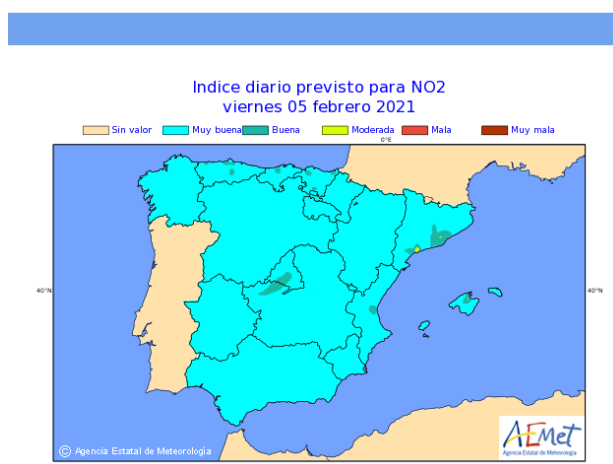 Indice diario previsto para NO2
viernes 05 febrero 2021
Sin valor Muy buena Buena Moderada Mala Muy mala
0°E
40°N 40°N
AEMet
Agencia Estatal de Meteorología
© Agencia Estatal de Meteorología